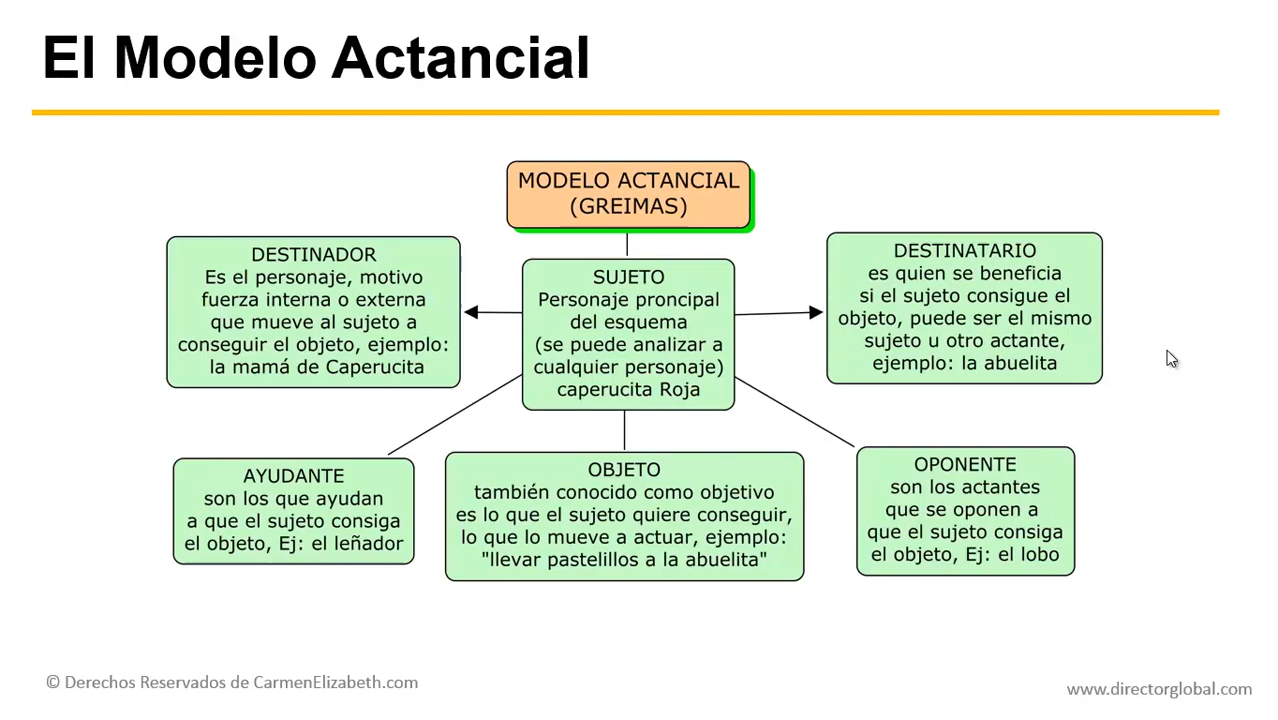 El Modelo Actancial
MODELO ACTANCIAL
(GREIMAS)
DESTINADOR
Es el personaje, motivo
fuerza interna o externa
que mueve al sujeto a
conseguir el objeto, ejemplo:
la mamá de Caperucita
SUJETO
Personaje proncipal
del esquema
(se puede analizar a
cualquier personaje)
caperucita Roja
DESTINATARIO
es quien se beneficia
si el sujeto consigue el
objeto, puede ser el mismo
sujeto u otro actante,
ejemplo: la abuelita
AYUDANTE
son los que ayudan
a que el sujeto consiga
el objeto, Ej: el leñador
OBJETO
también conocido como objetivo
es lo que el sujeto quiere conseguir,
lo que lo mueve a actuar, ejemplo:
"llevar pastelillos a la abuelita"
OPONENTE
son los actantes
que se oponen a
que el sujeto consiga
el objeto, Ej: el lobo
© Derechos Reservados de CarmenElizabeth.com
www.directorglobal.com